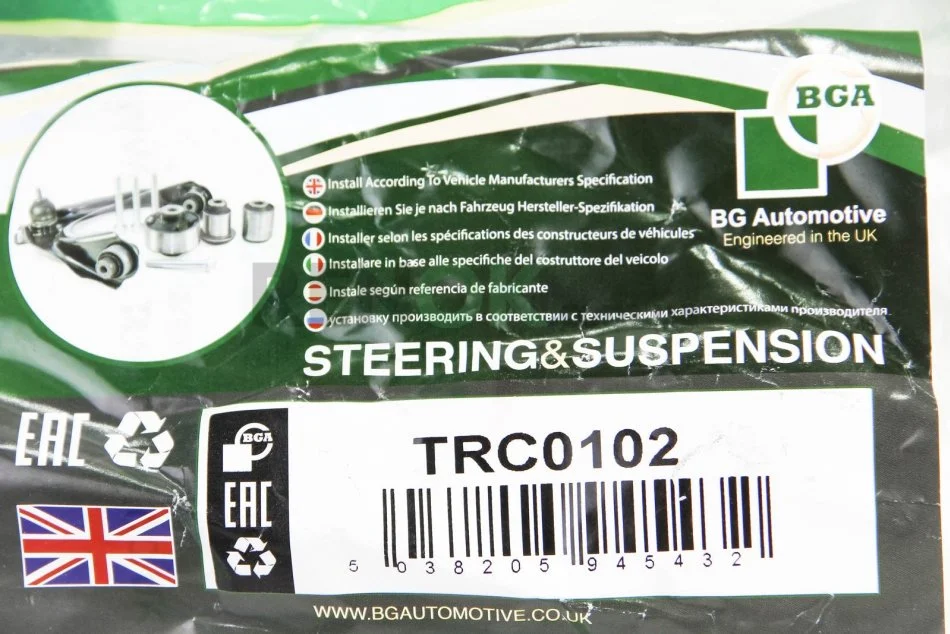 BGA
BG Automotive
Engineered in the UK
Install According To Vehicle Manufacturers Specification
Installieren Sie je nach Fahrzeug Hersteller-Spezifikation
Installer selon les spécifications des constructeurs de véhicules
Installare in base alle specifiche del costruttore del veicolo
Instale según referencia de fabricante
установку производить в соответствии с техническими характеристиками производителя.
STEERING&SUSPENSION
EAC
BGA
EAC
TRC0102
5 038205 945432
WWW.BGAUTOMOTIVE.CO.UK